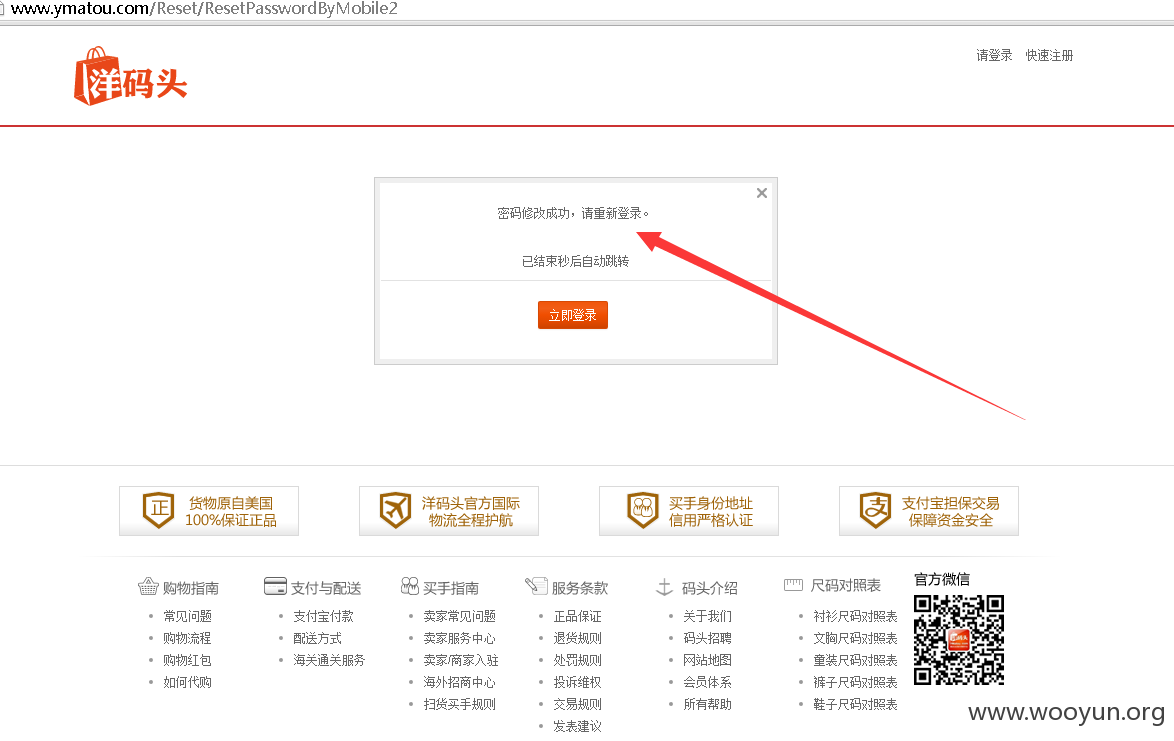 www.ymatou.com/Reset/ResetPasswordByMobile2
洋码头
请登录 快速注册
密码修改成功，请重新登录。
已结束秒后自动跳转
立即登录
正 货物原自美国
100%保证正品
洋码头官方国际
物流全程护航
买手身份地址
信用严格认证
支 支付宝担保交易
保障资金安全
购物指南
常见问题
购物流程
购物红包
如何代购
支付与配送
支付宝付款
配送方式
海关通关服务
买手指南
卖家常见问题
卖家服务中心
卖家/商家入驻
海外招商中心
扫货买手规则
服务条款
正品保证
退货规则
处罚规则
投诉维权
交易规则
发表建议
码头介绍
关于我们
码头招聘
网站地图
会员体系
所有帮助
尺码对照表
衬衫尺码对照表
文胸尺码对照表
童装尺码对照表
裤子尺码对照表
鞋子尺码对照表
官方微信
www.wooyun.org